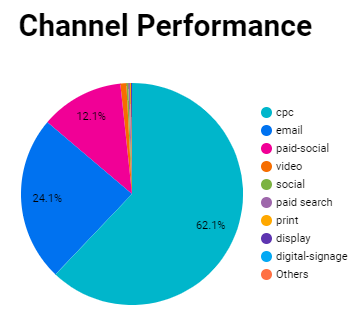 Channel Performance
12.1%
24.1%
62.1%
cpc
email
paid-social
video
social
paid search
print
display
digital-signage
Others